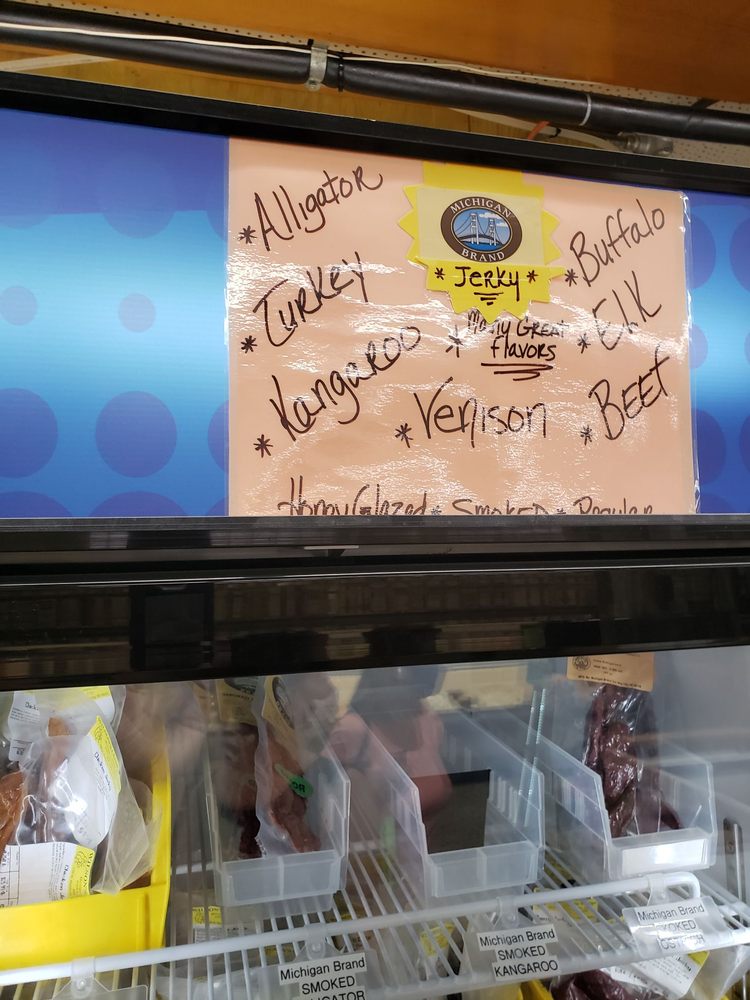 * Alligator
MICHIGAN
BRAND
* Jerky *
* Buffalo
* Turkey
* Many Great
flavors
* Elk
* Kangaroo
* Venison
* Beef
Honey Glazed * Smoked * Regular
Michigan Brand
SMOKED
Michigan Brand
SMOKED
KANGAROO
Michigan Brand